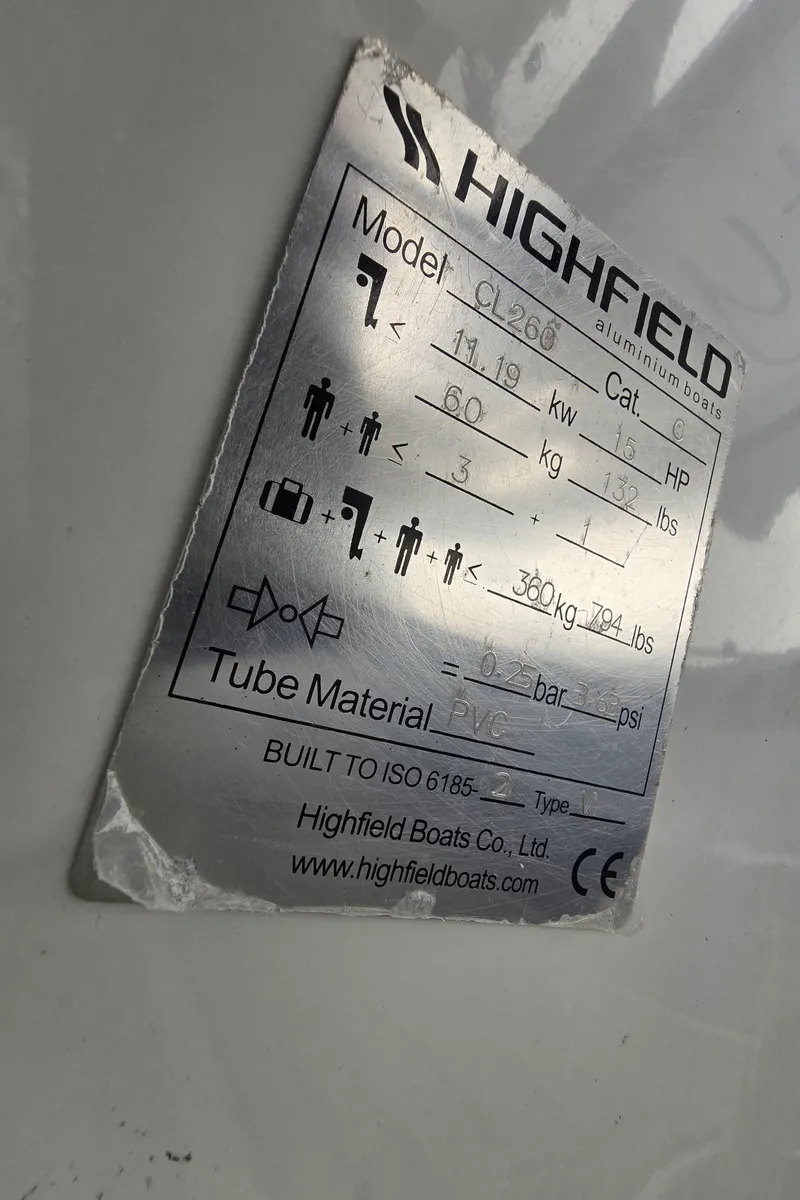 HIGHFIELD
aluminium boats
Model CL260 Cat. C
< 11.19 kw 15 HP
60 kg 132 lbs
+ < 3 + 1
+ + + < 360 kg 794 lbs
= 0.25 bar 3.63 psi
Tube Material PVC
BUILT TO ISO 6185- 2 Type V
Highfield Boats Co., Ltd.
www.highfieldboats.com CE